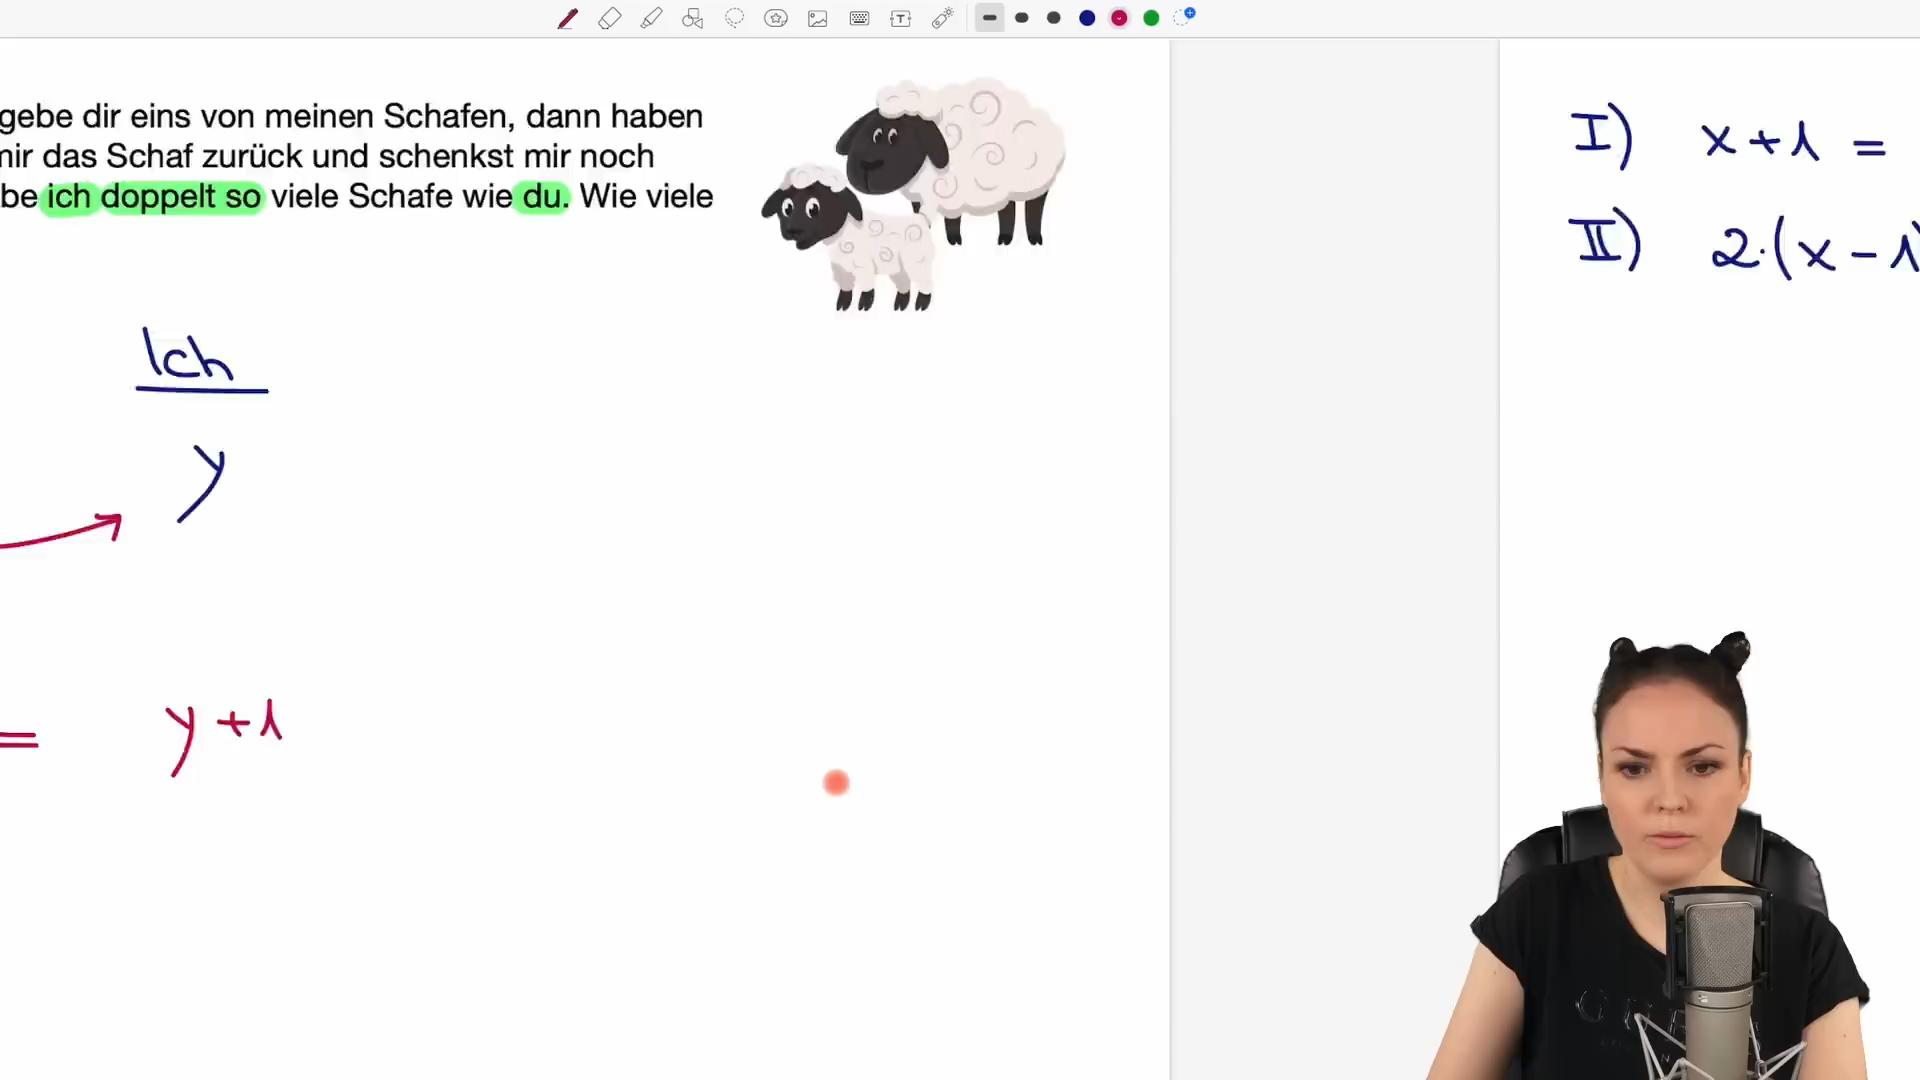 gebe dir eins von meinen Schafen, dann haben
mir das Schaf zurück und schenkst mir noch
be ich doppelt so viele Schafe wie du. Wie viele
I) x + 1 =
II) 2·(x - 1)
Ich
y
= y + 1